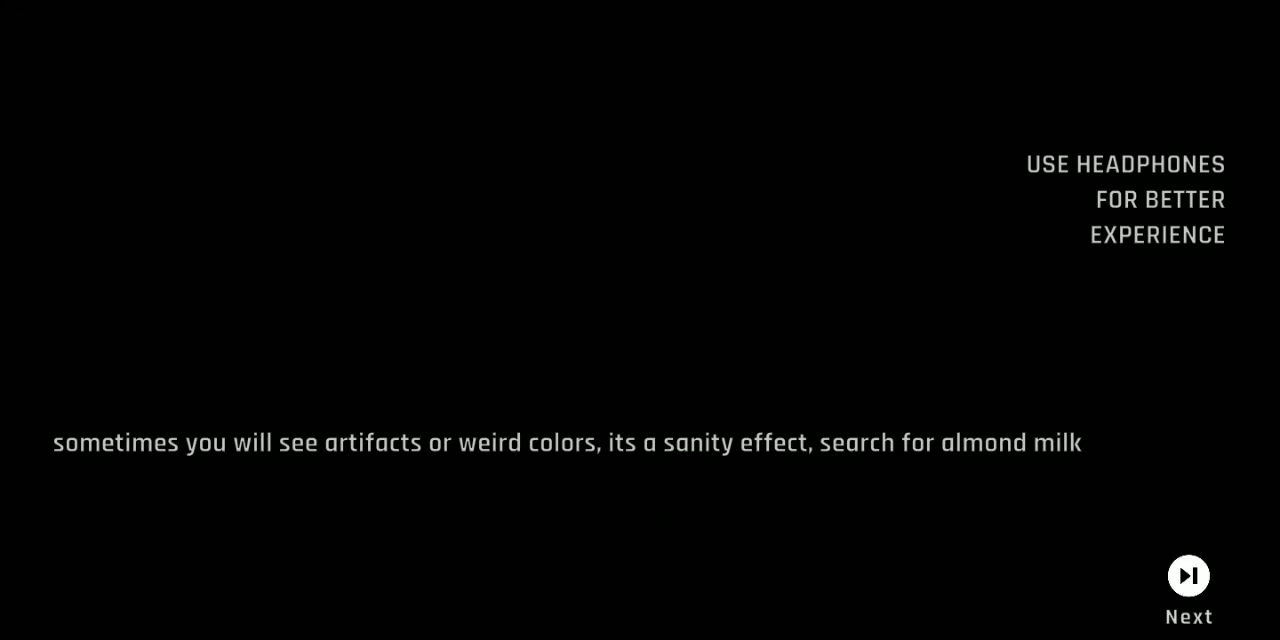 USE HEADPHONES
FOR BETTER
EXPERIENCE
sometimes you will see artifacts or weird colors, its a sanity effect, search for almond milk
Next